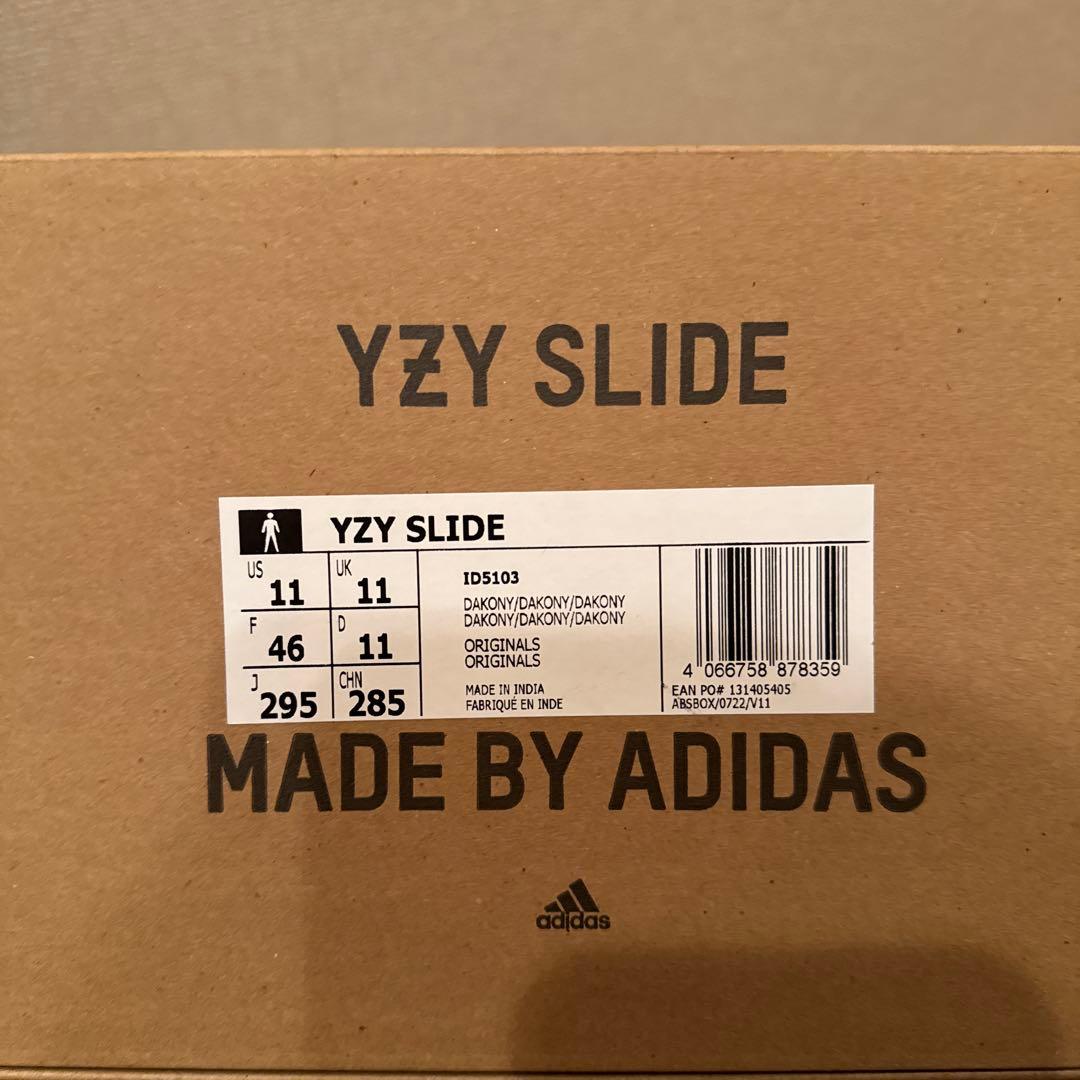 YZY SLIDE
YZY SLIDE
US 11 UK 11
F 46 D 11
J 295 CHN 285
ID5103
DAKONY/DAKONY/DAKONY
DAKONY/DAKONY/DAKONY
ORIGINALS
ORIGINALS
MADE IN INDIA
FABRIQUÉ EN INDE
4 066758 878359
EAN PO# 131405405
ABSBOX/0722/V11
MADE BY ADIDAS
adidas